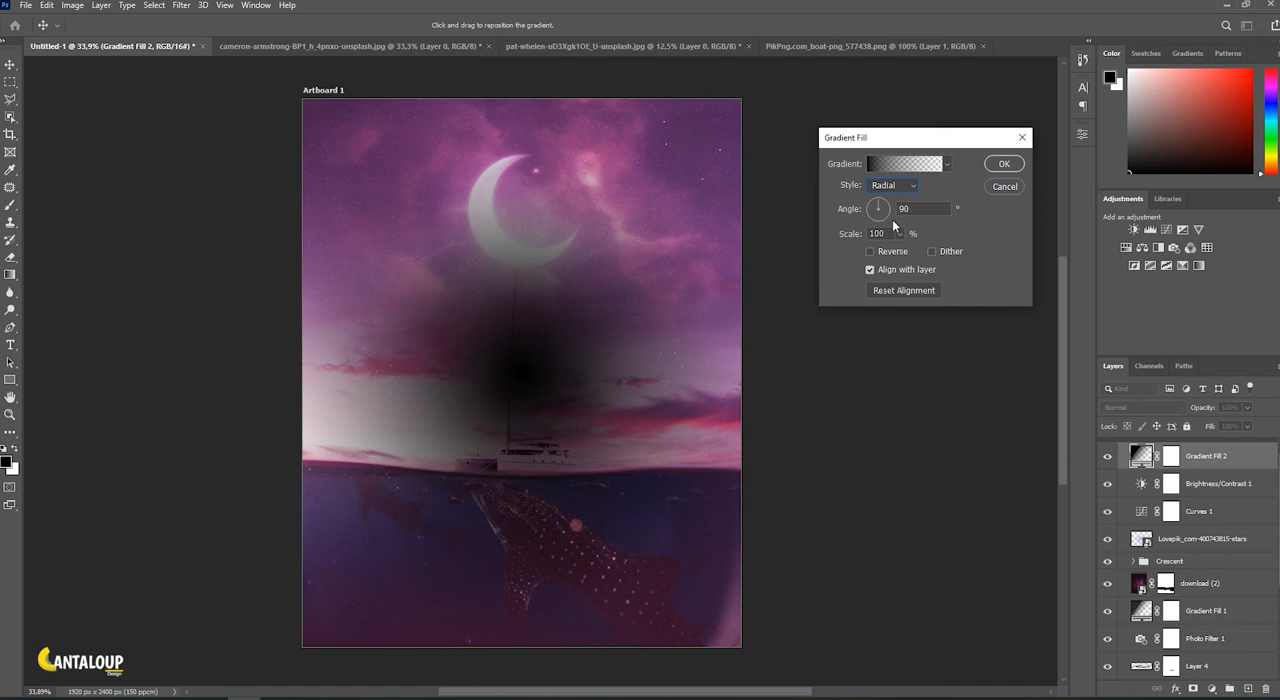 Ps File Edit Image Layer Type Select Filter 3D View Window Help
Click and drag to reposition the gradient.
Untitled-1 @ 33,9% (Gradient Fill 2, RGB/16#) * × cameron-armstrong-BP1_h_4pnxo-unsplash.jpg @ 33,3% (Layer 0, RGB/8) * × pat-whelen-uD3Xgk1OE_U-unsplash.jpg @ 12,5% (Layer 0, RGB/8) * × PikPng.com_boat-png_577438.png @ 100% (Layer 1, RGB/8) ×
Color Swatches Gradients Patterns
Artboard 1
Gradient Fill
Gradient: OK
Style: Radial Cancel
Angle: 90 °
Scale: 100 %
Reverse Dither
Align with layer
Reset Alignment
Adjustments Libraries
Add an adjustment
Layers Channels Paths
Kind
Normal Opacity: 100%
Lock: Fill: 100%
Gradient Fill 2
Brightness/Contrast 1
Curves 1
Lovepik_com-400743815-stars
Crescent
download (2)
Gradient Fill 1
Photo Filter 1
Layer 4
CANTALOUP
Design
33,89% 1920 px x 2400 px (150 ppcm)